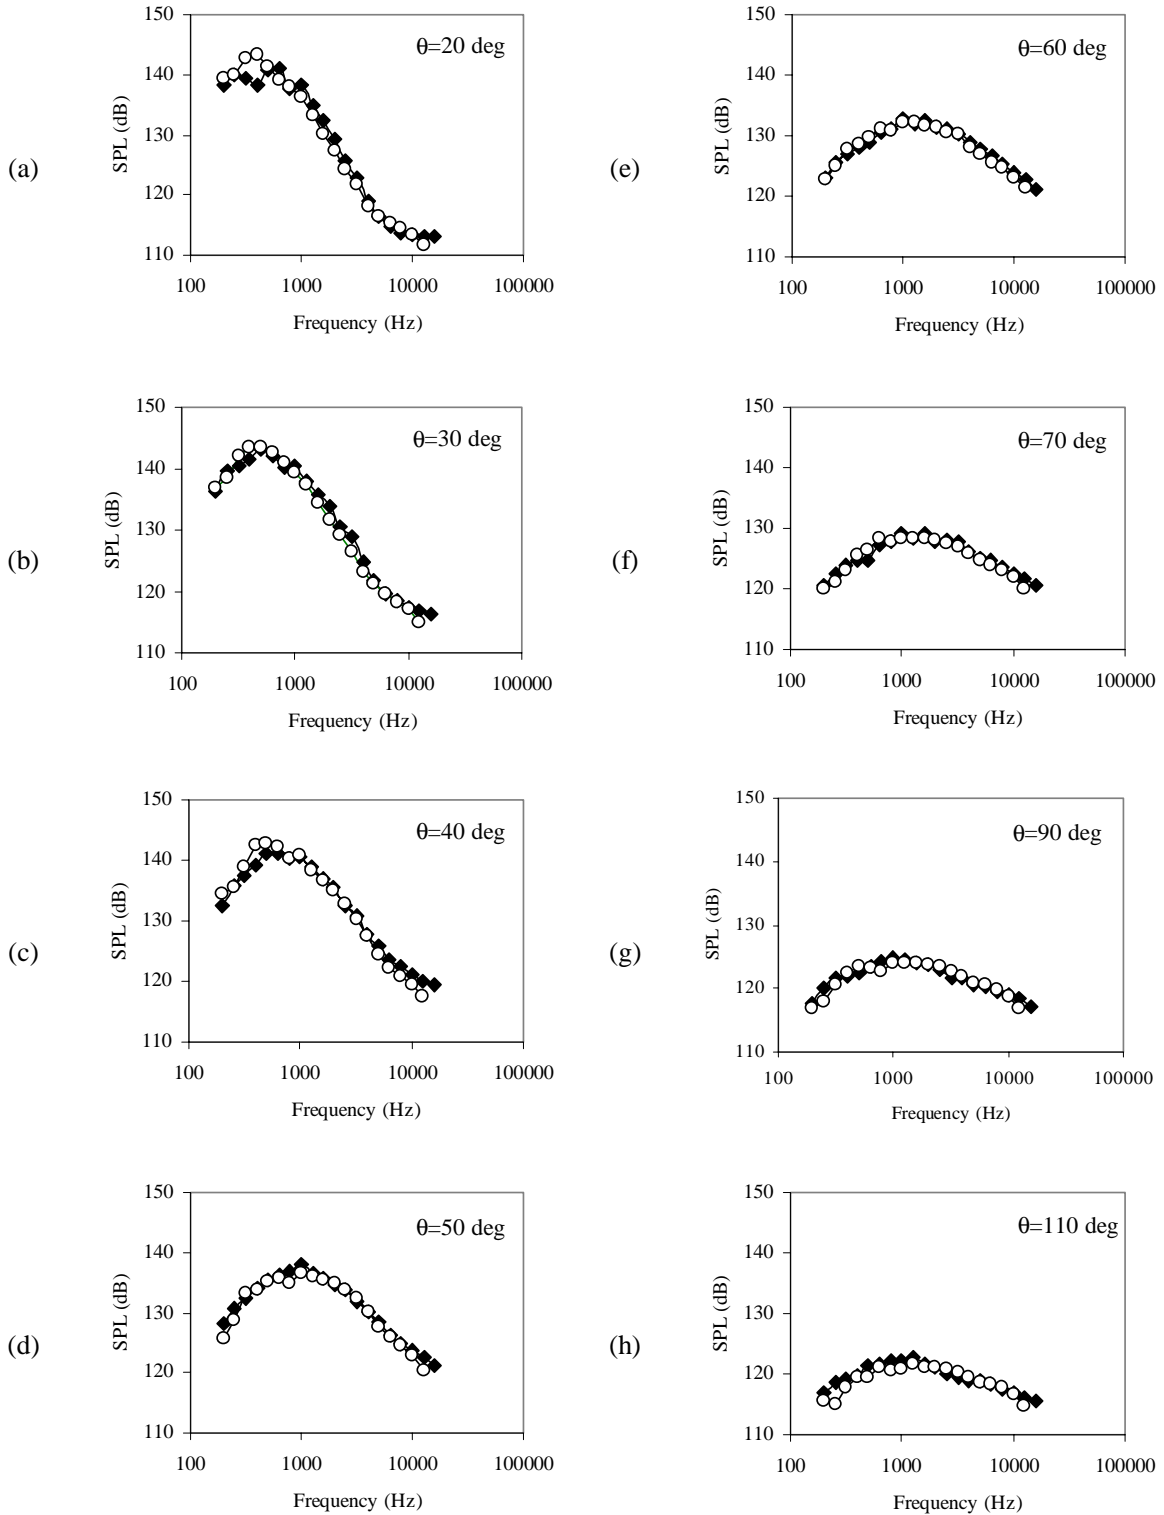 (a)
150
140
130
120
110
SPL (dB)
θ=20 deg
100 1000 10000 100000
Frequency (Hz)
(e)
150
140
130
120
110
SPL (dB)
θ=60 deg
100 1000 10000 100000
Frequency (Hz)
(b)
150
140
130
120
110
SPL (dB)
θ=30 deg
100 1000 10000 100000
Frequency (Hz)
(f)
150
140
130
120
110
SPL (dB)
θ=70 deg
100 1000 10000 100000
Frequency (Hz)
(c)
150
140
130
120
110
SPL (dB)
θ=40 deg
100 1000 10000 100000
Frequency (Hz)
(g)
150
140
130
120
110
SPL (dB)
θ=90 deg
100 1000 10000 100000
Frequency (Hz)
(d)
150
140
130
120
110
SPL (dB)
θ=50 deg
100 1000 10000 100000
Frequency (Hz)
(h)
150
140
130
120
110
SPL (dB)
θ=110 deg
100 1000 10000 100000
Frequency (Hz)